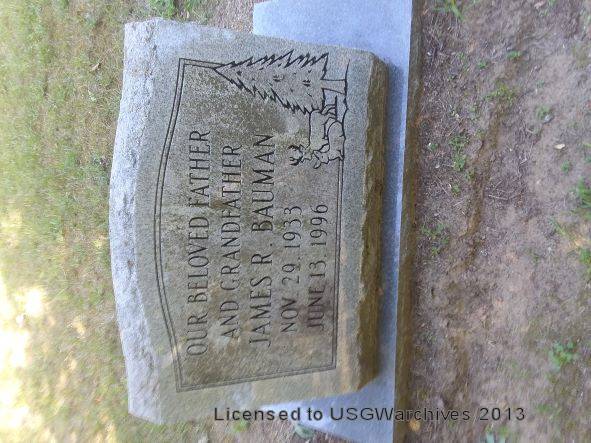 OUR BELOVED FATHER
AND GRANDFATHER
JAMES R. BAUMAN
NOV. 29, 1933
JUNE 13, 1996
Licensed to USGWarchives 2013